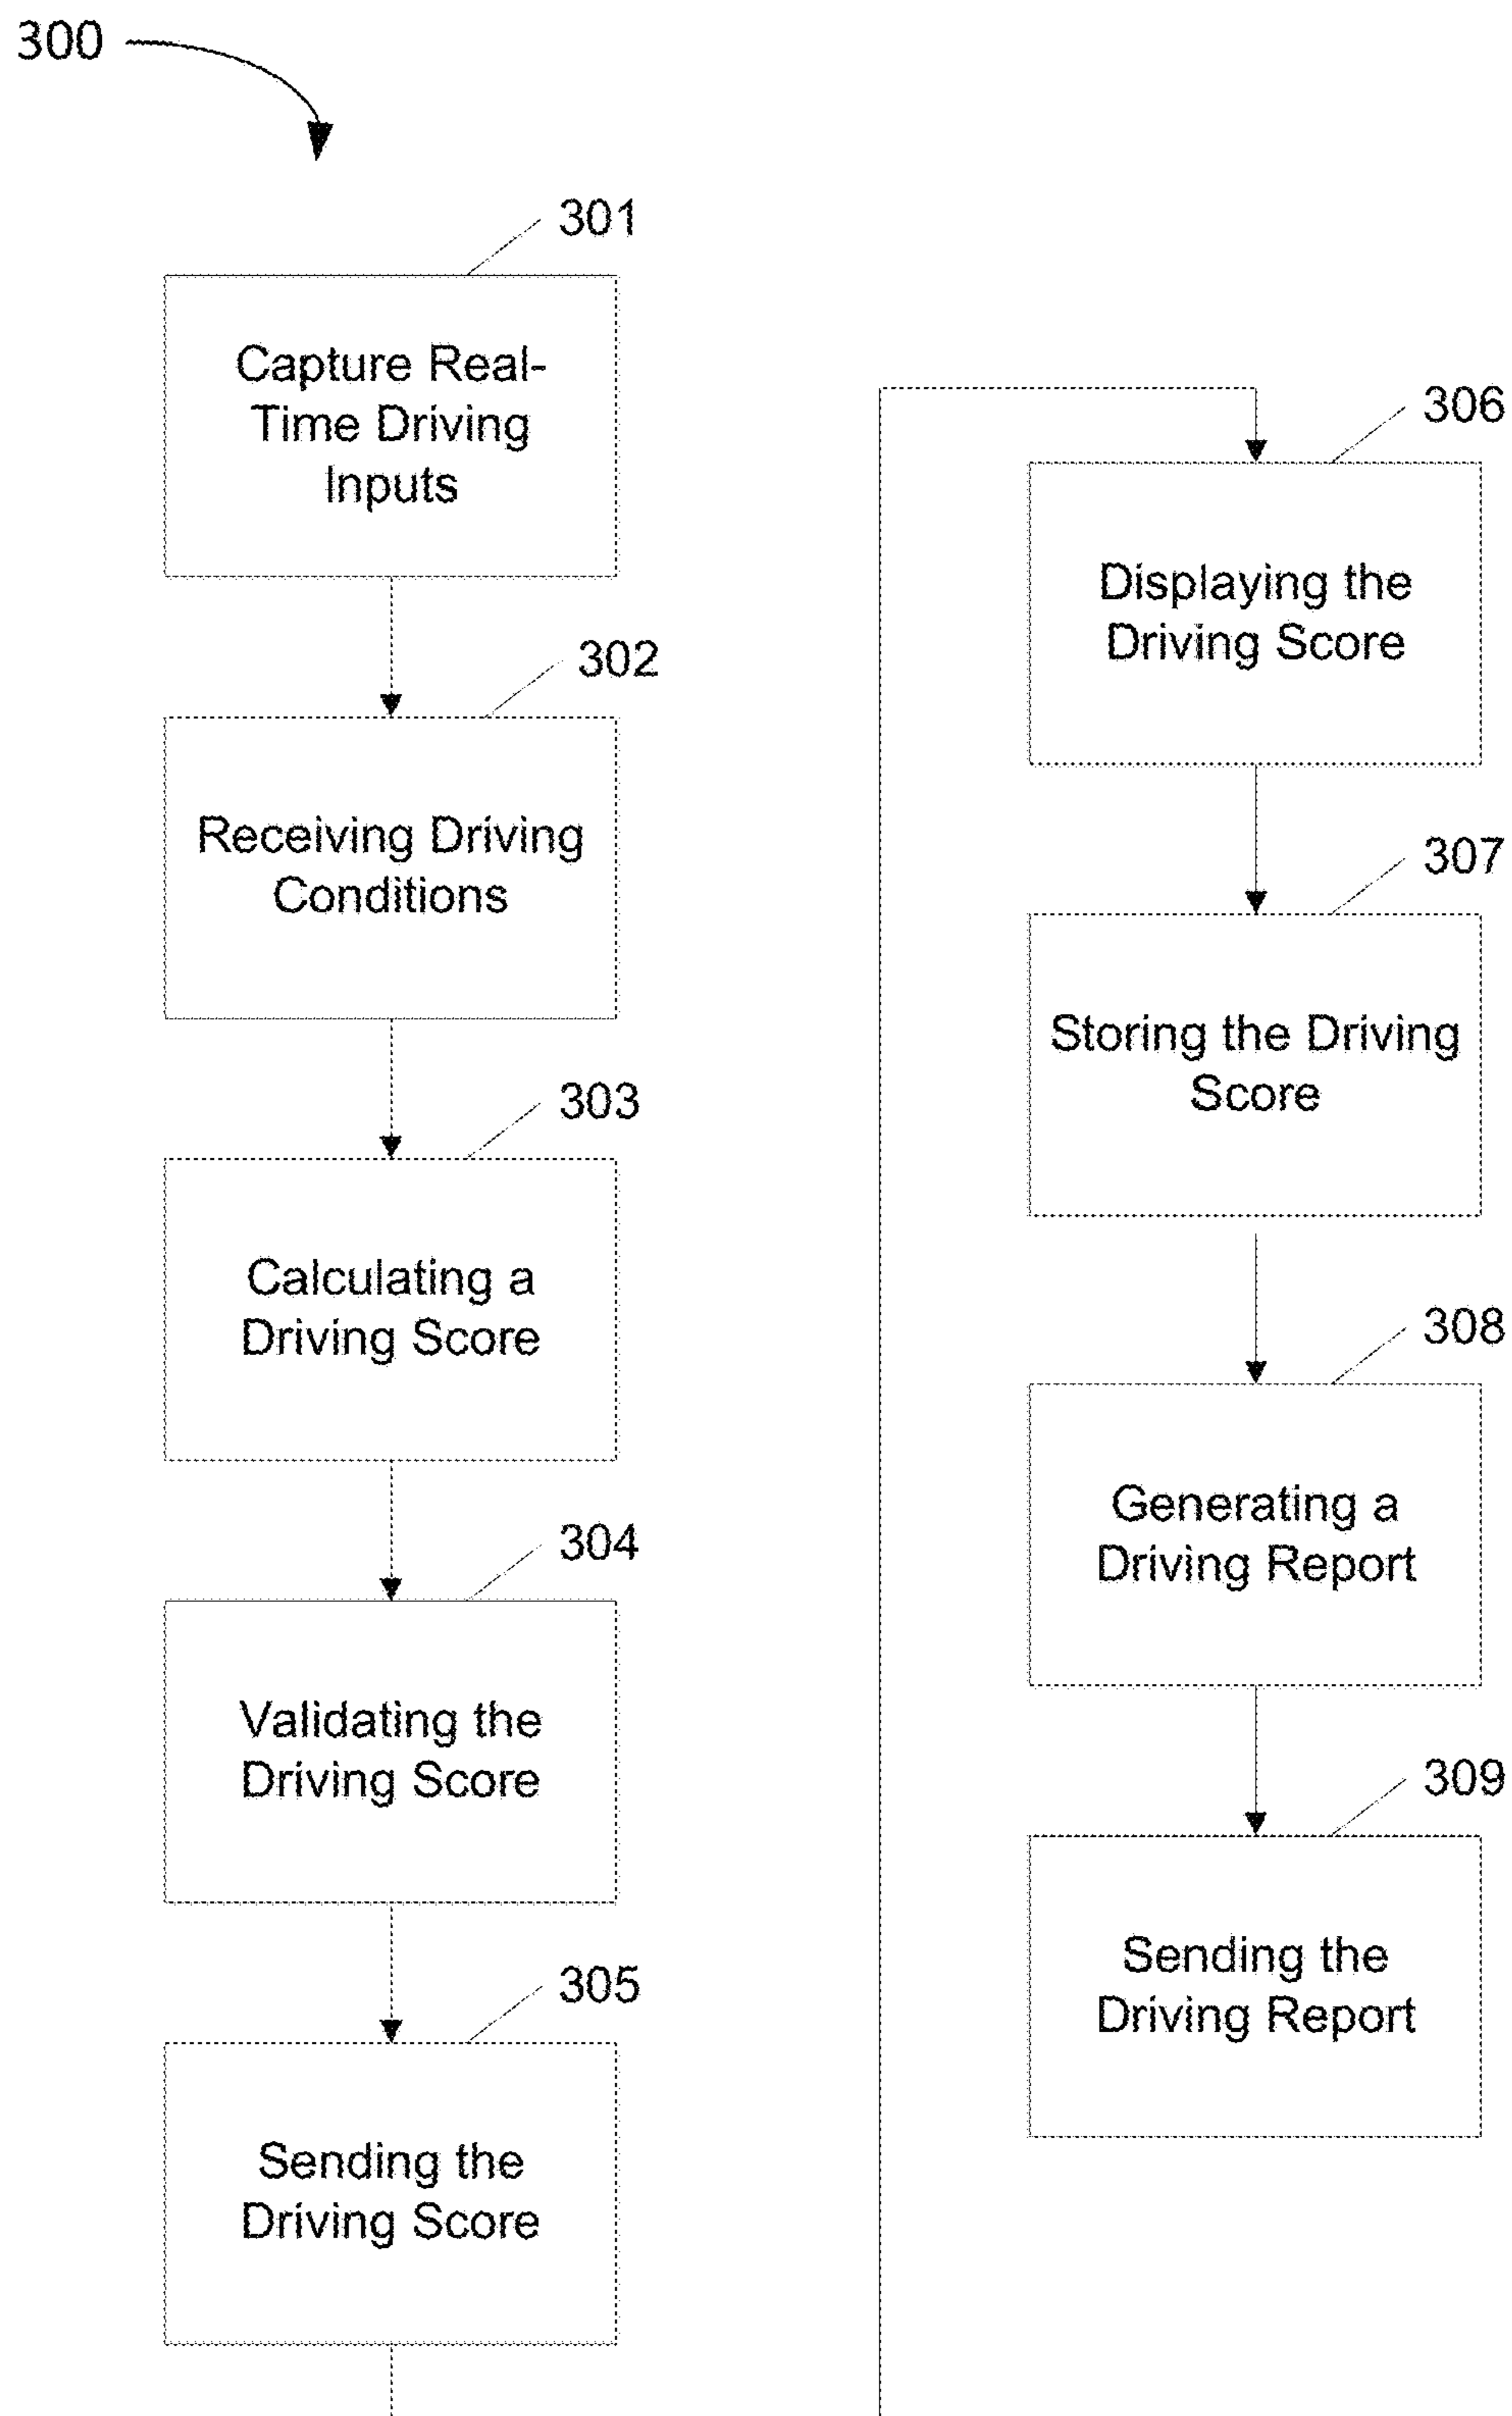 300
301
Capture Real-
Time Driving
Inputs
302
Receiving Driving
Conditions
303
Calculating a
Driving Score
304
Validating the
Driving Score
305
Sending the
Driving Score
306
Displaying the
Driving Score
307
Storing the Driving
Score
308
Generating a
Driving Report
309
Sending the
Driving Report